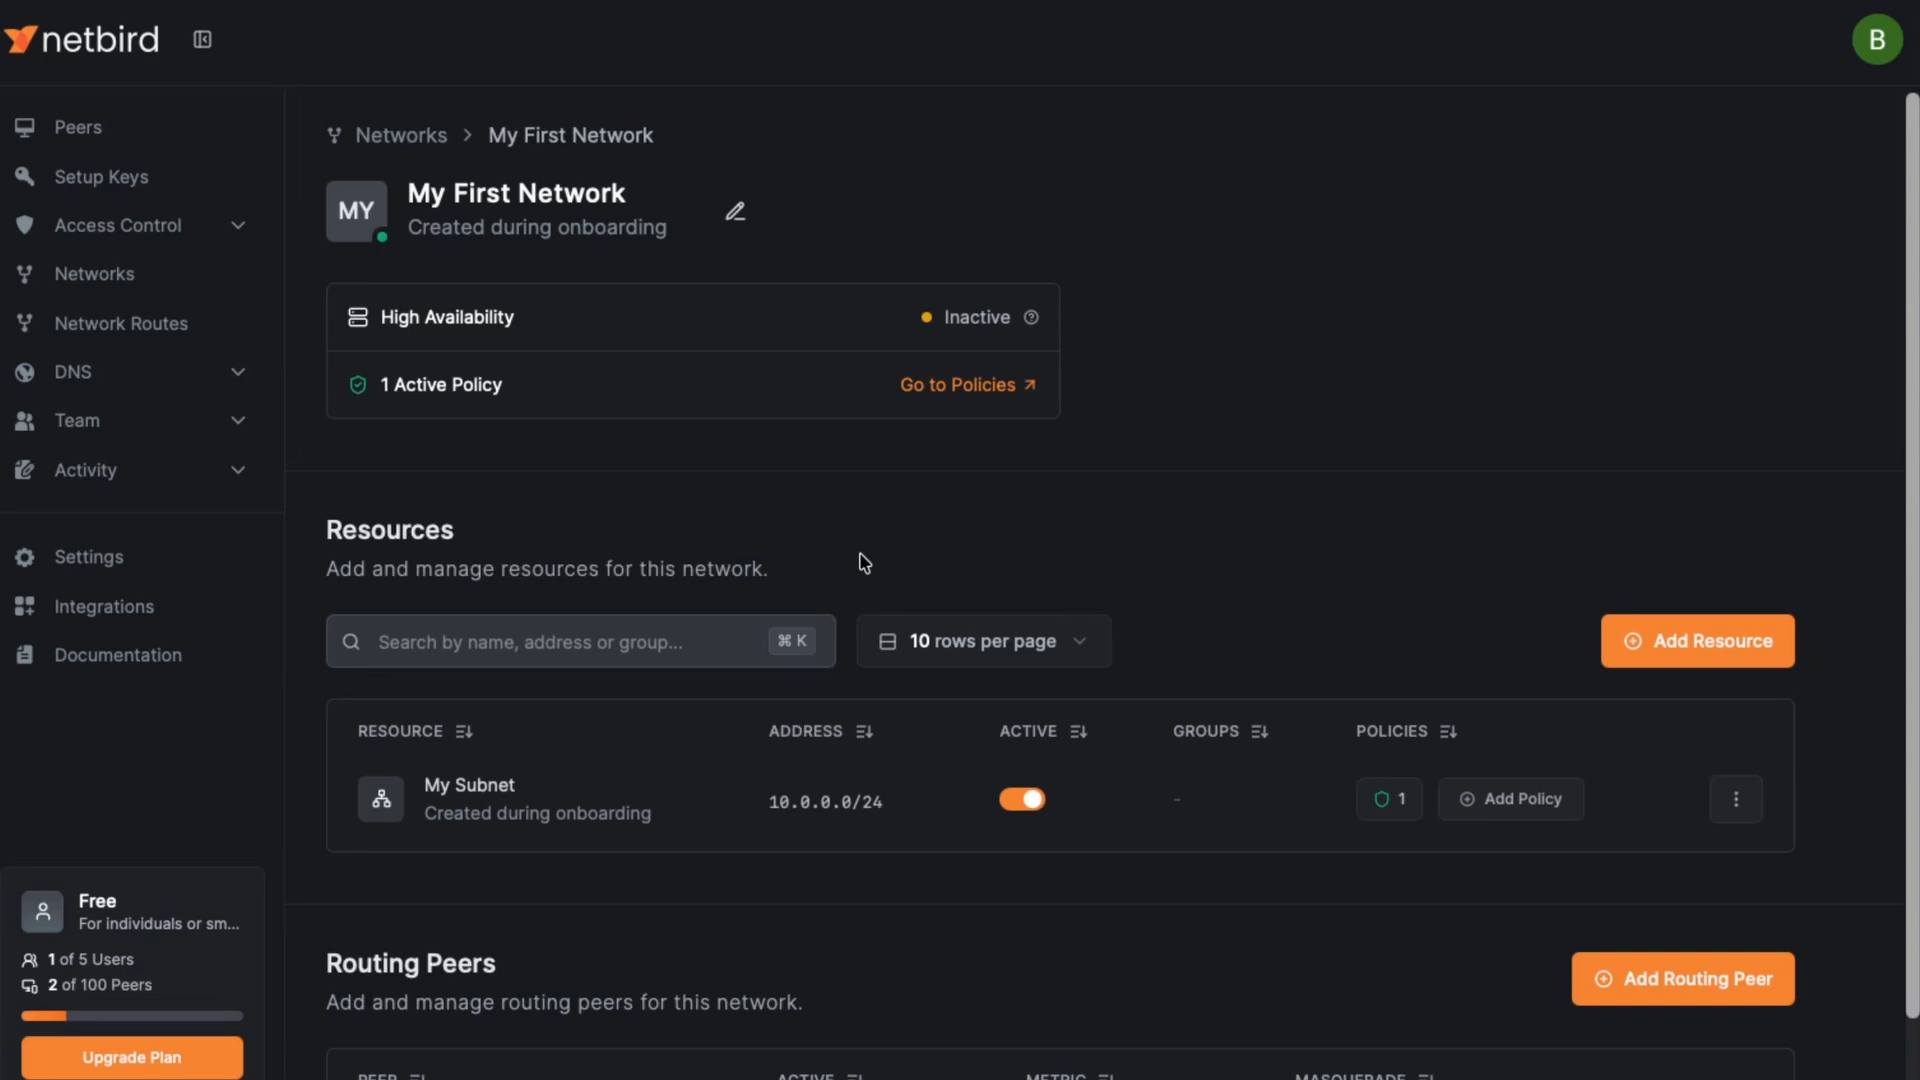 netbird
B
Peers
Setup Keys
Access Control
Networks
Network Routes
DNS
Team
Activity
Settings
Integrations
Documentation
Free
For individuals or sm...
1 of 5 Users
2 of 100 Peers
Upgrade Plan
Networks > My First Network
MY
My First Network
Created during onboarding
High Availability
Inactive
1 Active Policy
Go to Policies
Resources
Add and manage resources for this network.
Search by name, address or group...
⌘ K
10 rows per page
Add Resource
RESOURCE ADDRESS ACTIVE GROUPS POLICIES
My Subnet
Created during onboarding
10.0.0.0/24
-
1
Add Policy
Routing Peers
Add and manage routing peers for this network.
Add Routing Peer
PEER ACTIVE METRIC MASQUERADE